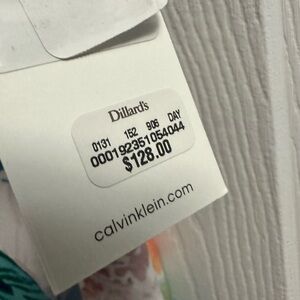 Dillard's
0131 152 906 DAY
000192351054044
$128.00
calvinklein.com